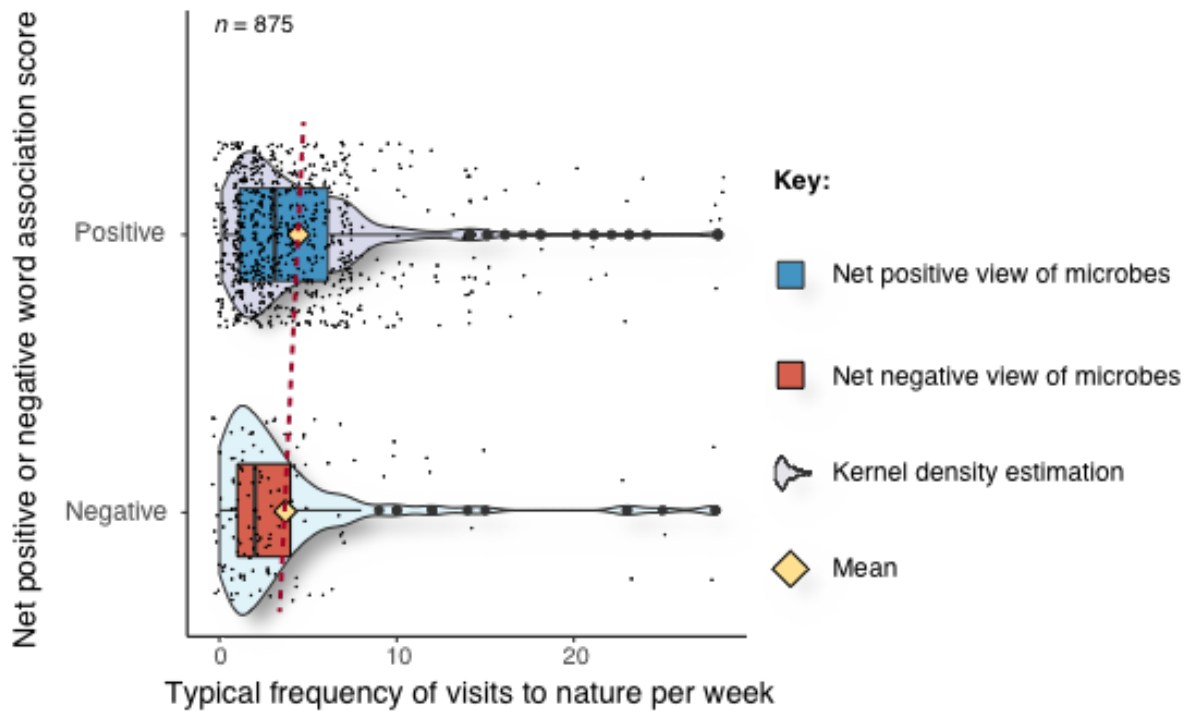 Net positive or negative word association score
n = 875
Positive
Negative
0 10 20
Typical frequency of visits to nature per week
Key:
Net positive view of microbes
Net negative view of microbes
Kernel density estimation
Mean